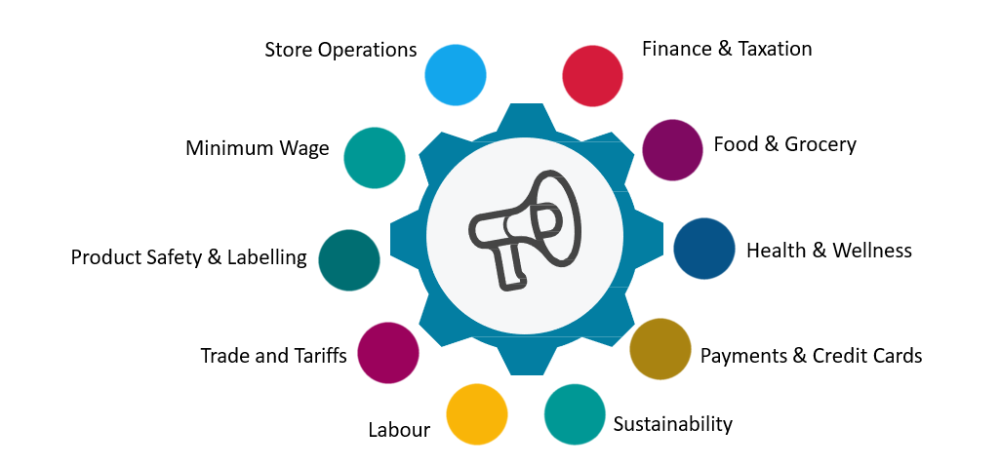 Store Operations
Finance & Taxation
Minimum Wage
Food & Grocery
Product Safety & Labelling
Health & Wellness
Trade and Tariffs
Payments & Credit Cards
Labour
Sustainability